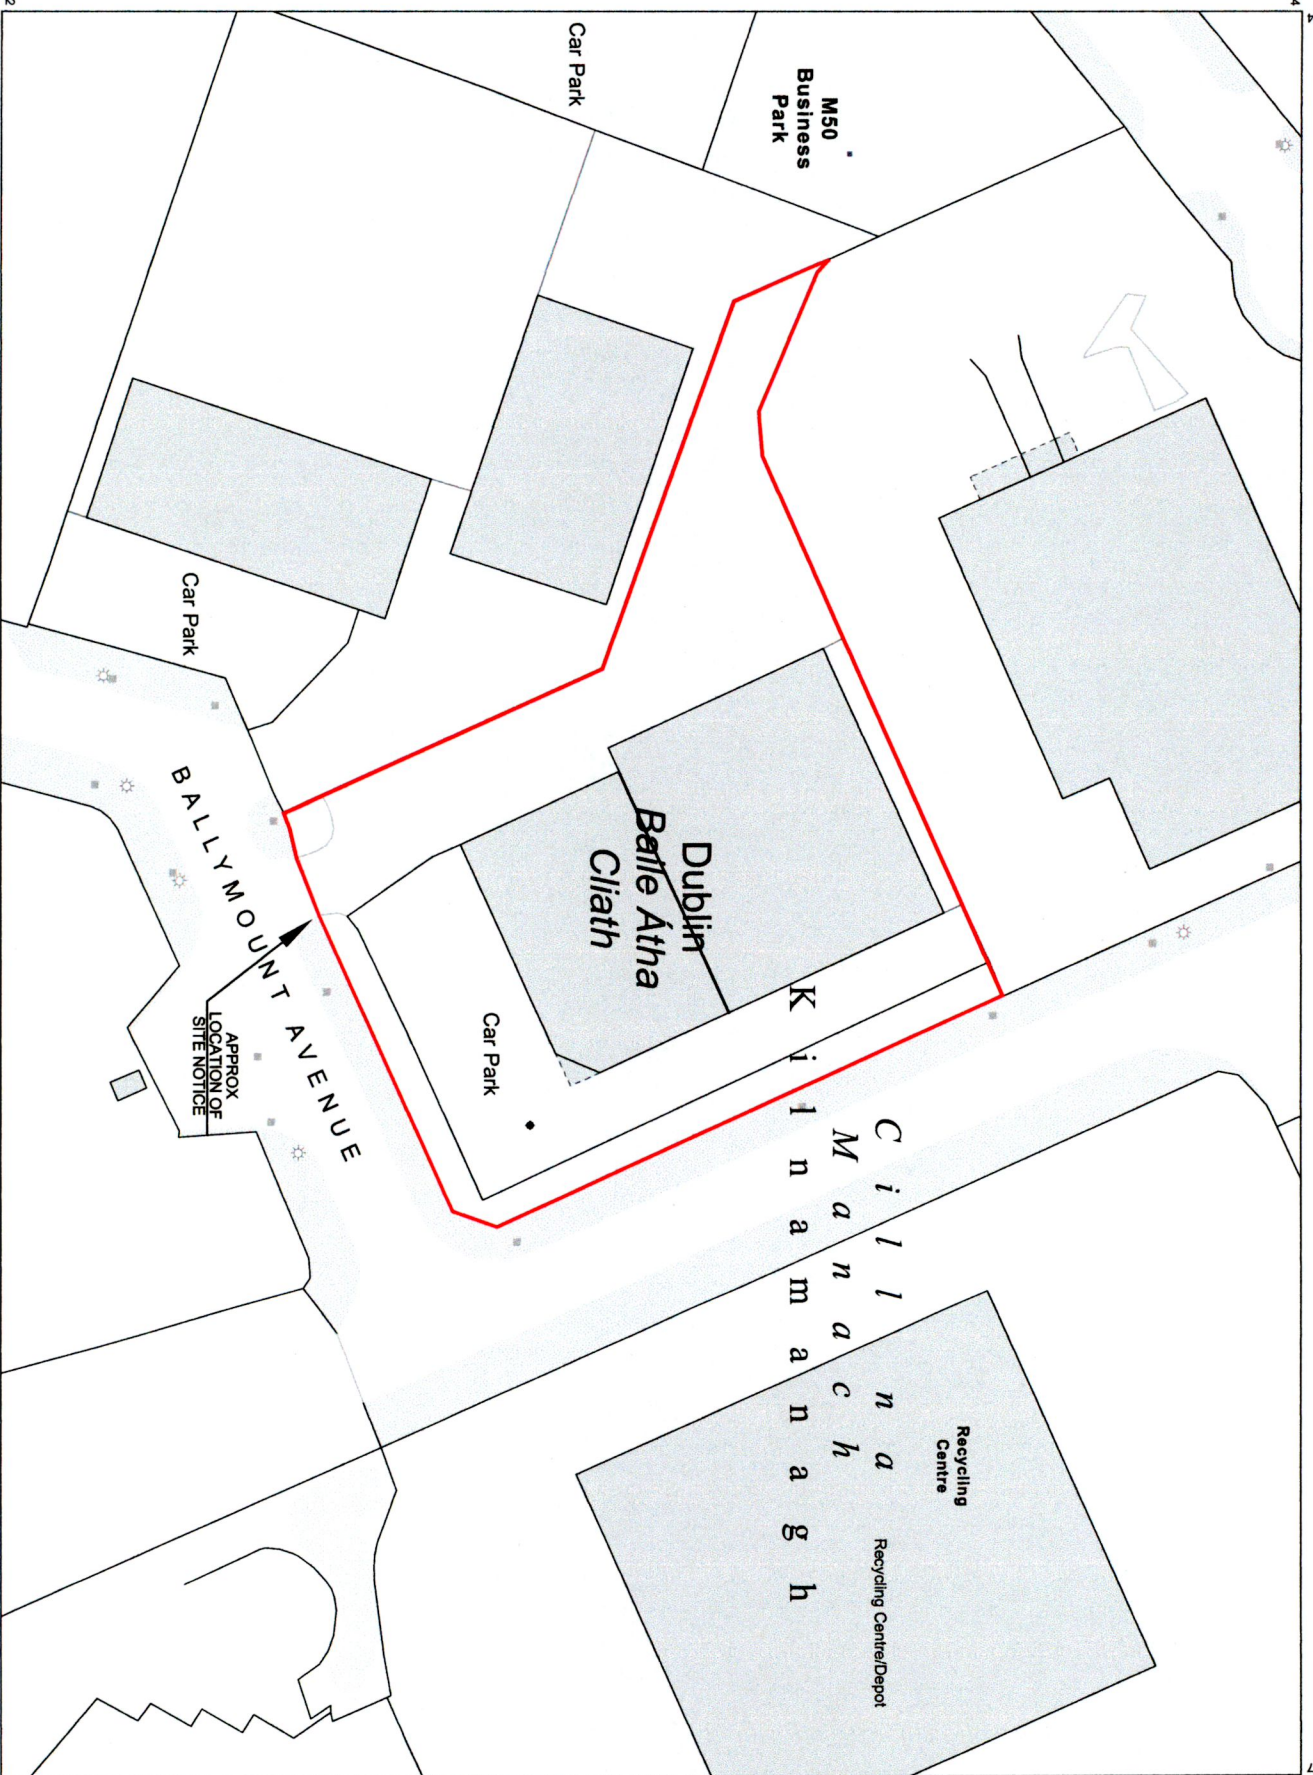 Car Park
M50
Business
Park
Car Park
BALLYMOUNT AVENUE
Dublin
Baile Átha
Cliath
Car Park
APPROX
LOCATION OF
SITE NOTICE
Cill na
Manach
Kilnamanagh
Recycling
Centre
Recycling Centre/Depot